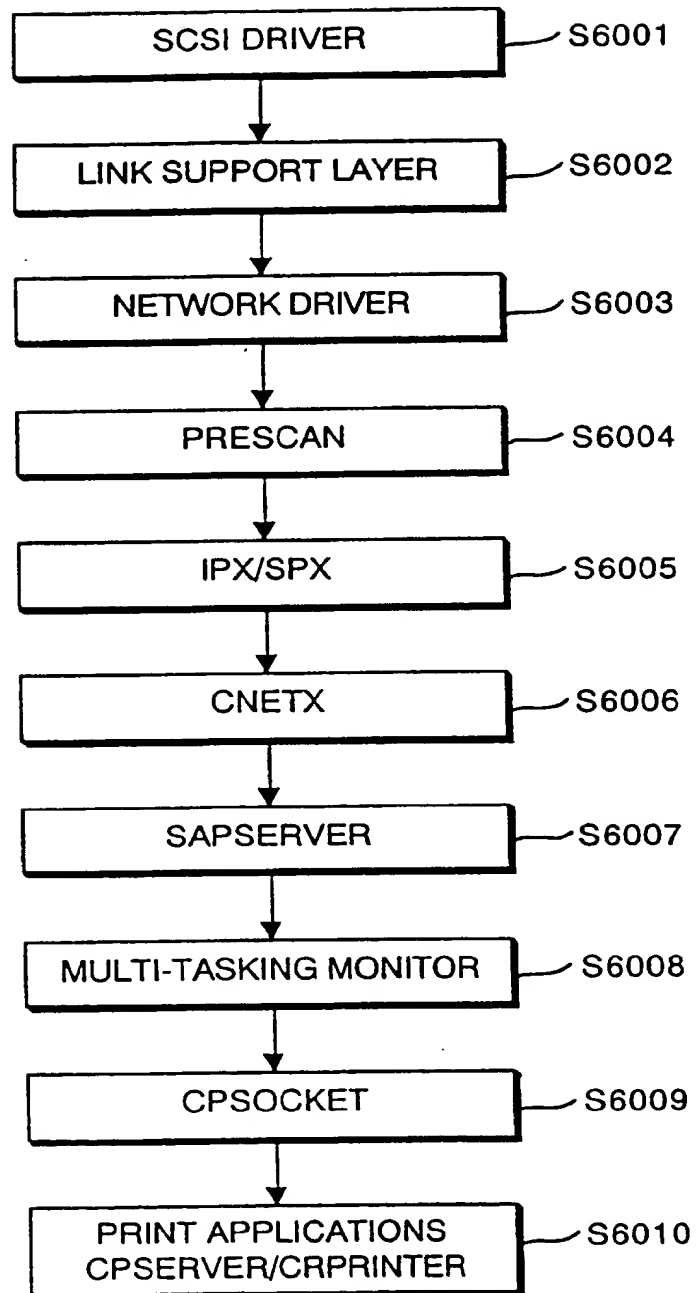 SCSI DRIVER S6001
LINK SUPPORT LAYER S6002
NETWORK DRIVER S6003
PRESCAN S6004
IPX/SPX S6005
CNETX S6006
SAPSERVER S6007
MULTI-TASKING MONITOR S6008
CPSOCKET S6009
PRINT APPLICATIONS S6010
CPSERVER/CRPRINTER